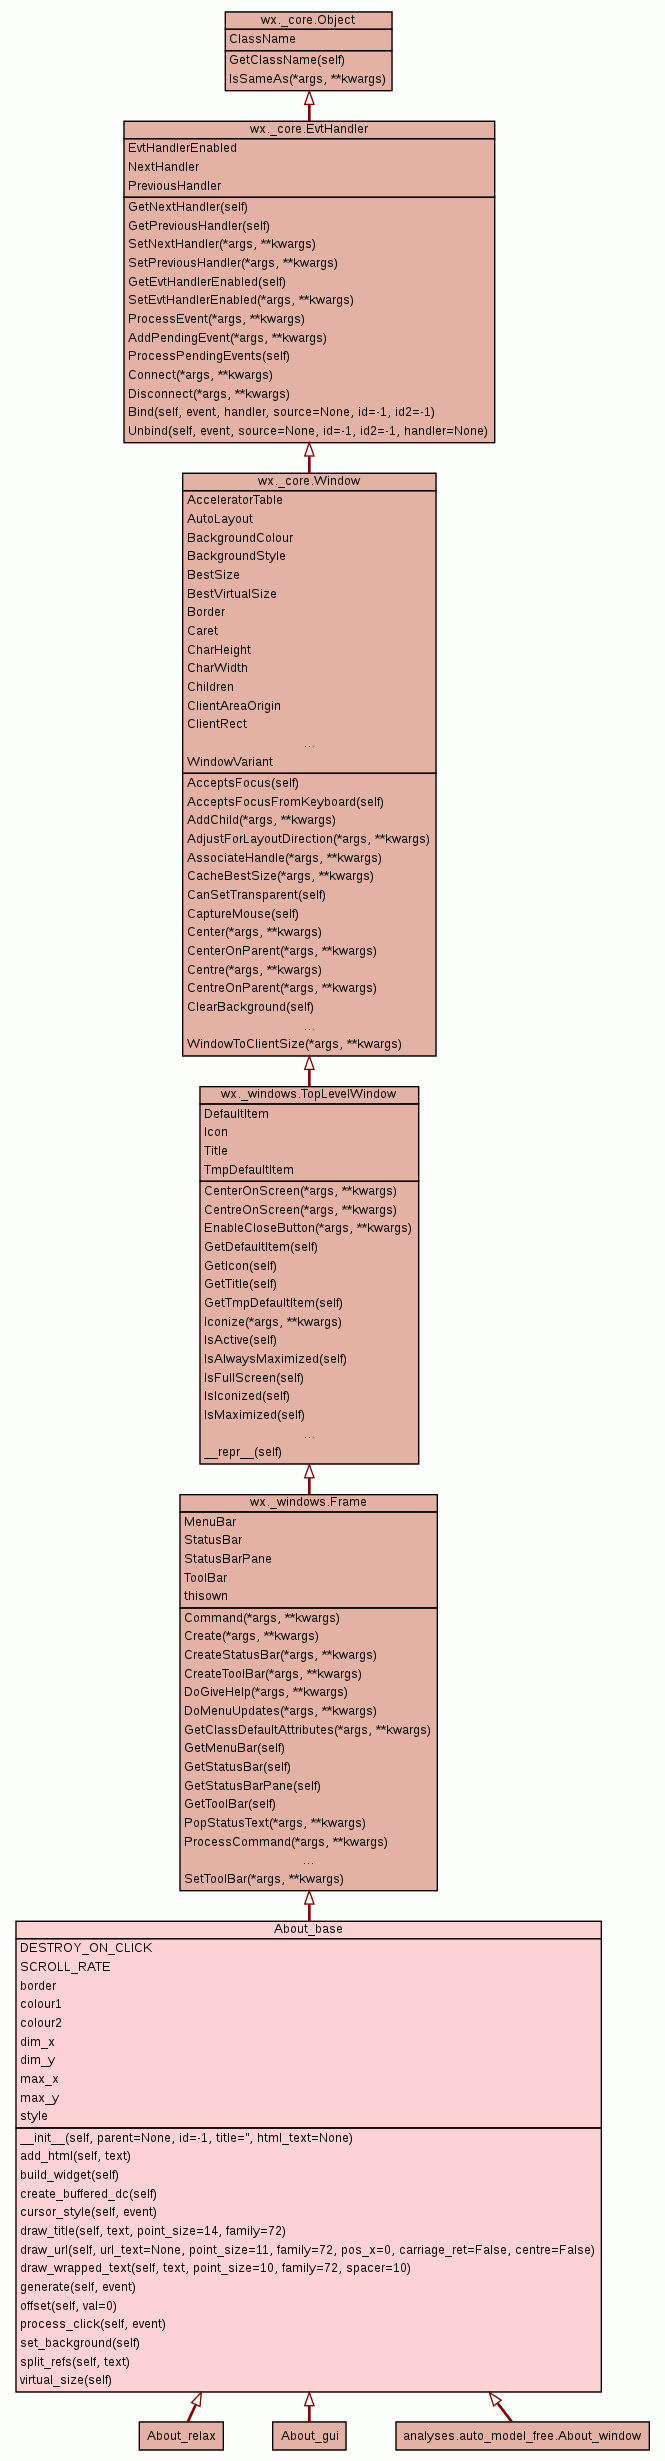 wx._core.Object
ClassName
GetClassName(self)
IsSameAs(*args, **kwargs)
wx._core.EvtHandler
EvtHandlerEnabled
NextHandler
PreviousHandler
GetNextHandler(self)
GetPreviousHandler(self)
SetNextHandler(*args, **kwargs)
SetPreviousHandler(*args, **kwargs)
GetEvtHandlerEnabled(self)
SetEvtHandlerEnabled(*args, **kwargs)
ProcessEvent(*args, **kwargs)
AddPendingEvent(*args, **kwargs)
ProcessPendingEvents(self)
Connect(*args, **kwargs)
Disconnect(*args, **kwargs)
Bind(self, event, handler, source=None, id=-1, id2=-1)
Unbind(self, event, source=None, id=-1, id2=-1, handler=None)
wx._core.Window
AcceleratorTable
AutoLayout
BackgroundColour
BackgroundStyle
BestSize
BestVirtualSize
Border
Caret
CharHeight
CharWidth
Children
ClientAreaOrigin
ClientRect
...
WindowVariant
AcceptsFocus(self)
AcceptsFocusFromKeyboard(self)
AddChild(*args, **kwargs)
AdjustForLayoutDirection(*args, **kwargs)
AssociateHandle(*args, **kwargs)
CacheBestSize(*args, **kwargs)
CanSetTransparent(self)
CaptureMouse(self)
Center(*args, **kwargs)
CenterOnParent(*args, **kwargs)
Centre(*args, **kwargs)
CentreOnParent(*args, **kwargs)
ClearBackground(self)
...
WindowToClientSize(*args, **kwargs)
wx._windows.TopLevelWindow
DefaultItem
Icon
Title
TmpDefaultItem
CenterOnScreen(*args, **kwargs)
CentreOnScreen(*args, **kwargs)
EnableCloseButton(*args, **kwargs)
GetDefaultItem(self)
GetIcon(self)
GetTitle(self)
GetTmpDefaultItem(self)
Iconize(*args, **kwargs)
IsActive(self)
IsAlwaysMaximized(self)
IsFullScreen(self)
IsIconized(self)
IsMaximized(self)
...
__repr__(self)
wx._windows.Frame
MenuBar
StatusBar
StatusBarPane
ToolBar
thisown
Command(*args, **kwargs)
Create(*args, **kwargs)
CreateStatusBar(*args, **kwargs)
CreateToolBar(*args, **kwargs)
DoGiveHelp(*args, **kwargs)
DoMenuUpdates(*args, **kwargs)
GetClassDefaultAttributes(*args, **kwargs)
GetMenuBar(self)
GetStatusBar(self)
GetStatusBarPane(self)
GetToolBar(self)
PopStatusText(*args, **kwargs)
ProcessCommand(*args, **kwargs)
...
SetToolBar(*args, **kwargs)
About_base
DESTROY_ON_CLICK
SCROLL_RATE
border
colour1
colour2
dim_x
dim_y
max_x
max_y
style
__init__(self, parent=None, id=-1, title='', html_text=None)
add_html(self, text)
build_widget(self)
create_buffered_dc(self)
cursor_style(self, event)
draw_title(self, text, point_size=14, family=72)
draw_url(self, url_text=None, point_size=11, family=72, pos_x=0, carriage_ret=False, centre=False)
draw_wrapped_text(self, text, point_size=10, family=72, spacer=10)
generate(self, event)
offset(self, val=0)
process_click(self, event)
set_background(self)
split_refs(self, text)
virtual_size(self)
About_relax
About_gui
analyses.auto_model_free.About_window